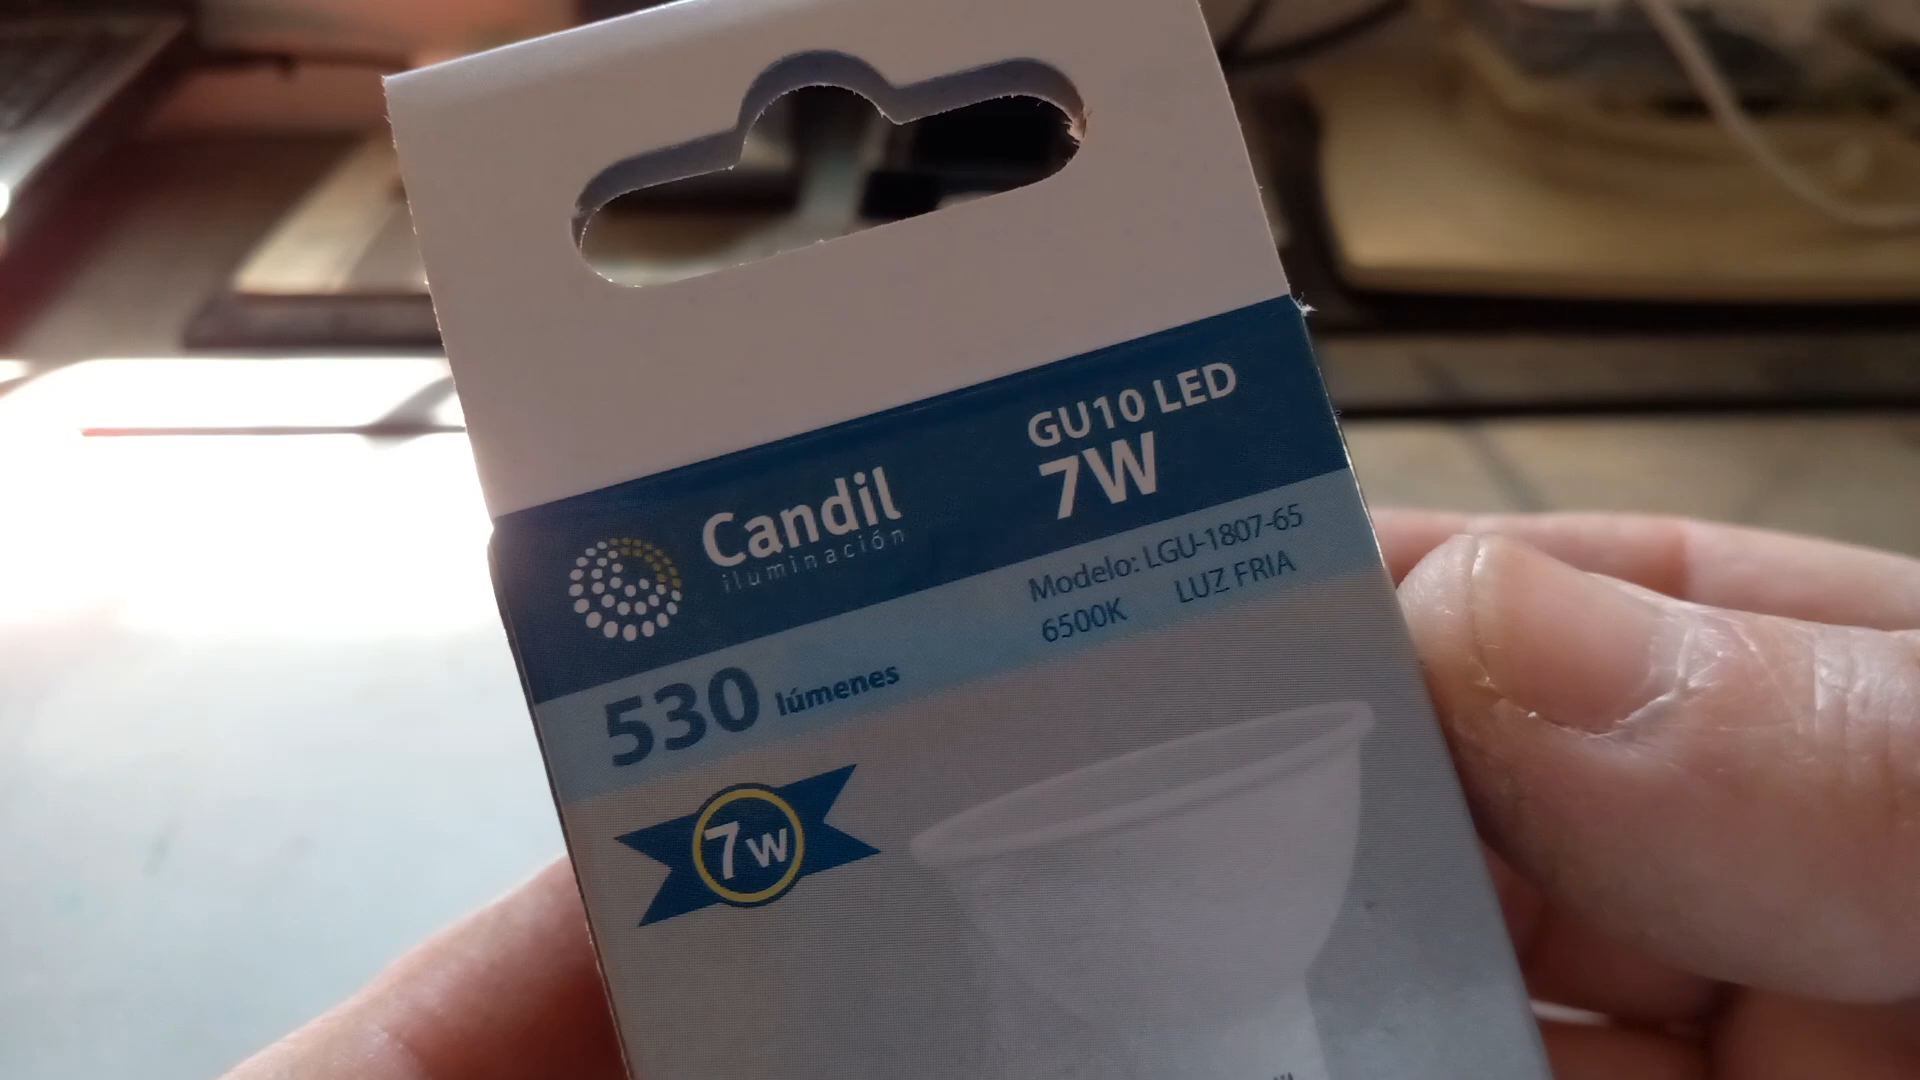 GU10 LED
7W
Candil
iluminación
Modelo: LGU-1807-65
6500K LUZ FRIA
530 lúmenes
7W